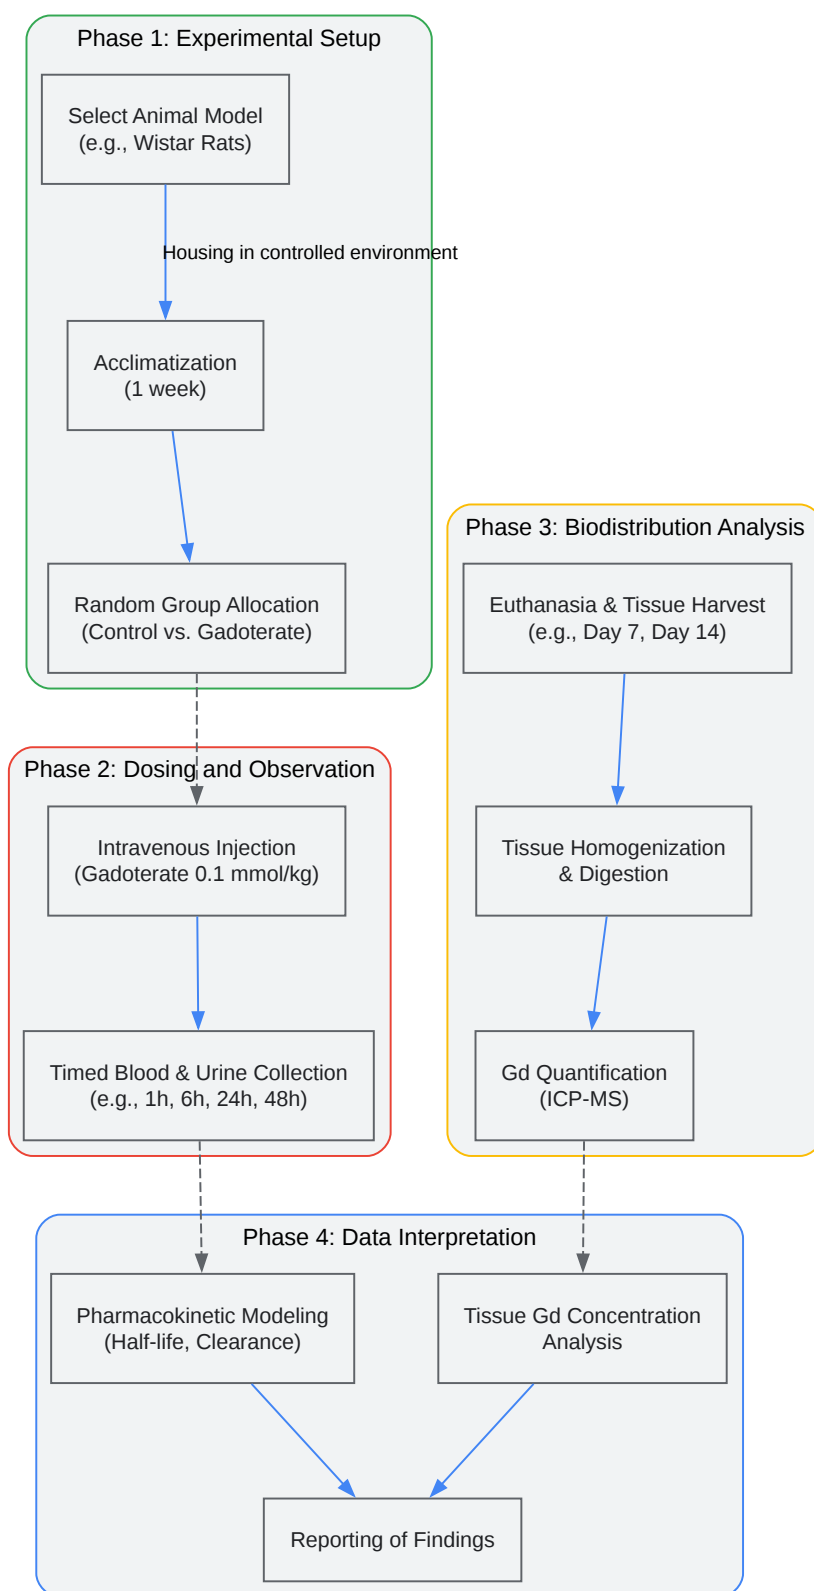 Phase 1: Experimental Setup
Select Animal Model
(e.g., Wistar Rats)
Housing in controlled environment
Acclimatization
(1 week)
Random Group Allocation
(Control vs. Gadoterate)
Phase 2: Dosing and Observation
Intravenous Injection
(Gadoterate 0.1 mmol/kg)
Timed Blood & Urine Collection
(e.g., 1h, 6h, 24h, 48h)
Phase 3: Biodistribution Analysis
Euthanasia & Tissue Harvest
(e.g., Day 7, Day 14)
Tissue Homogenization
& Digestion
Gd Quantification
(ICP-MS)
Phase 4: Data Interpretation
Pharmacokinetic Modeling
(Half-life, Clearance)
Tissue Gd Concentration
Analysis
Reporting of Findings